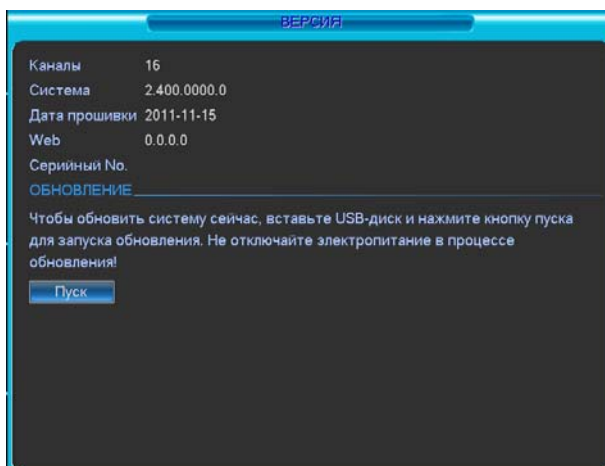 ВЕРСИЯ
Каналы 16
Система 2.400.0000.0
Дата прошивки 2011-11-15
Web 0.0.0.0
Серийный No.
ОБНОВЛЕНИЕ
Чтобы обновить систему сейчас, вставьте USB-диск и нажмите кнопку пуска
для запуска обновления. Не отключайте электропитание в процессе
обновления!
Пуск